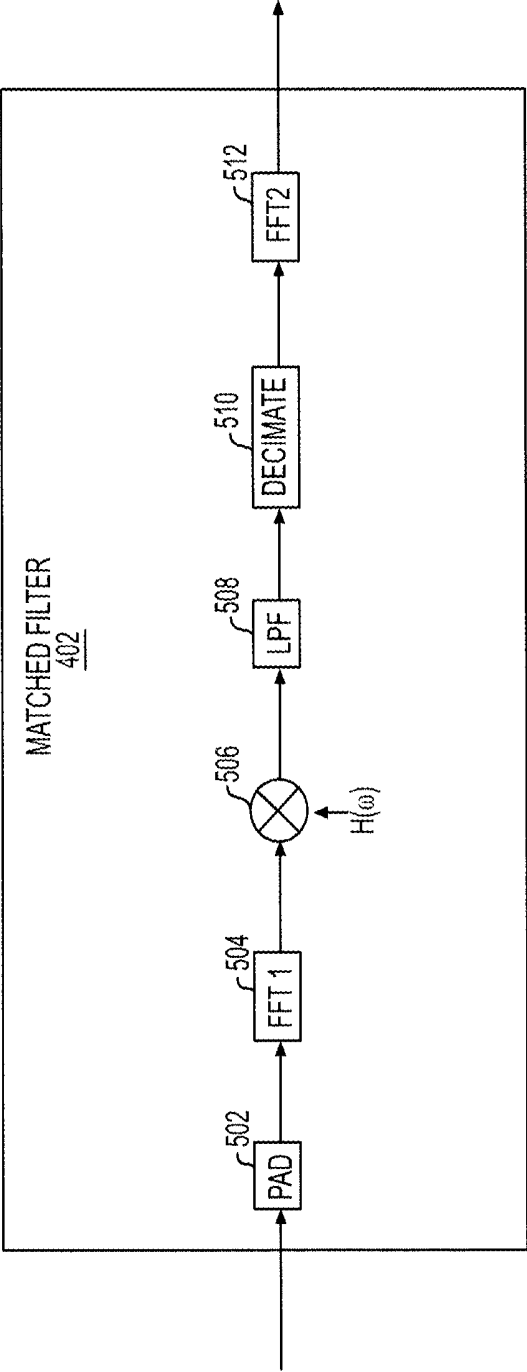 MATCHED FILTER
402
502
PAD
504
FFT 1
506
H(ω)
508
LPF
510
DECIMATE
512
FFT2